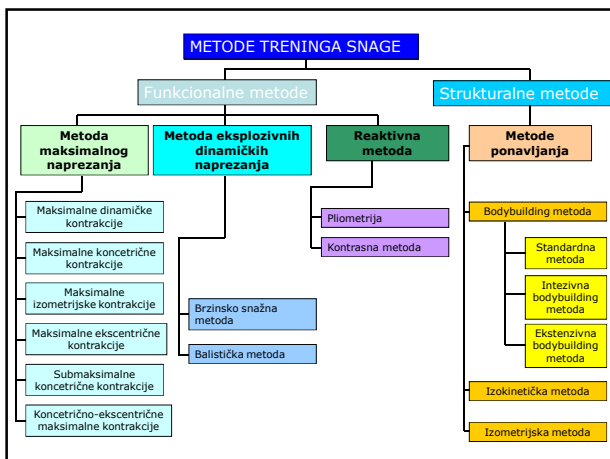 METODE TRENINGA SNAGE
Funkcionalne metode
Strukturalne metode
Metoda
maksimalnog
naprezanja
Metoda eksplozivnih
dinamičkih
naprezanja
Reaktivna
metoda
Metode
ponavljanja
Maksimalne dinamičke
kontrakcije
Maksimalne koncetrične
kontrakcije
Maksimalne
izometrijske kontrakcije
Maksimalne ekscentrične
kontrakcije
Submaksimalne
koncetrične kontrakcije
Koncetrično-ekscentrične
maksimalne kontrakcije
Brzinsko snažna
metoda
Balistička metoda
Pliometrija
Kontrasna metoda
Bodybuilding metoda
Standardna
metoda
Intezivna
bodybuilding
metoda
Ekstenzivna
bodybuilding
metoda
Izokinetička metoda
Izometrijska metoda